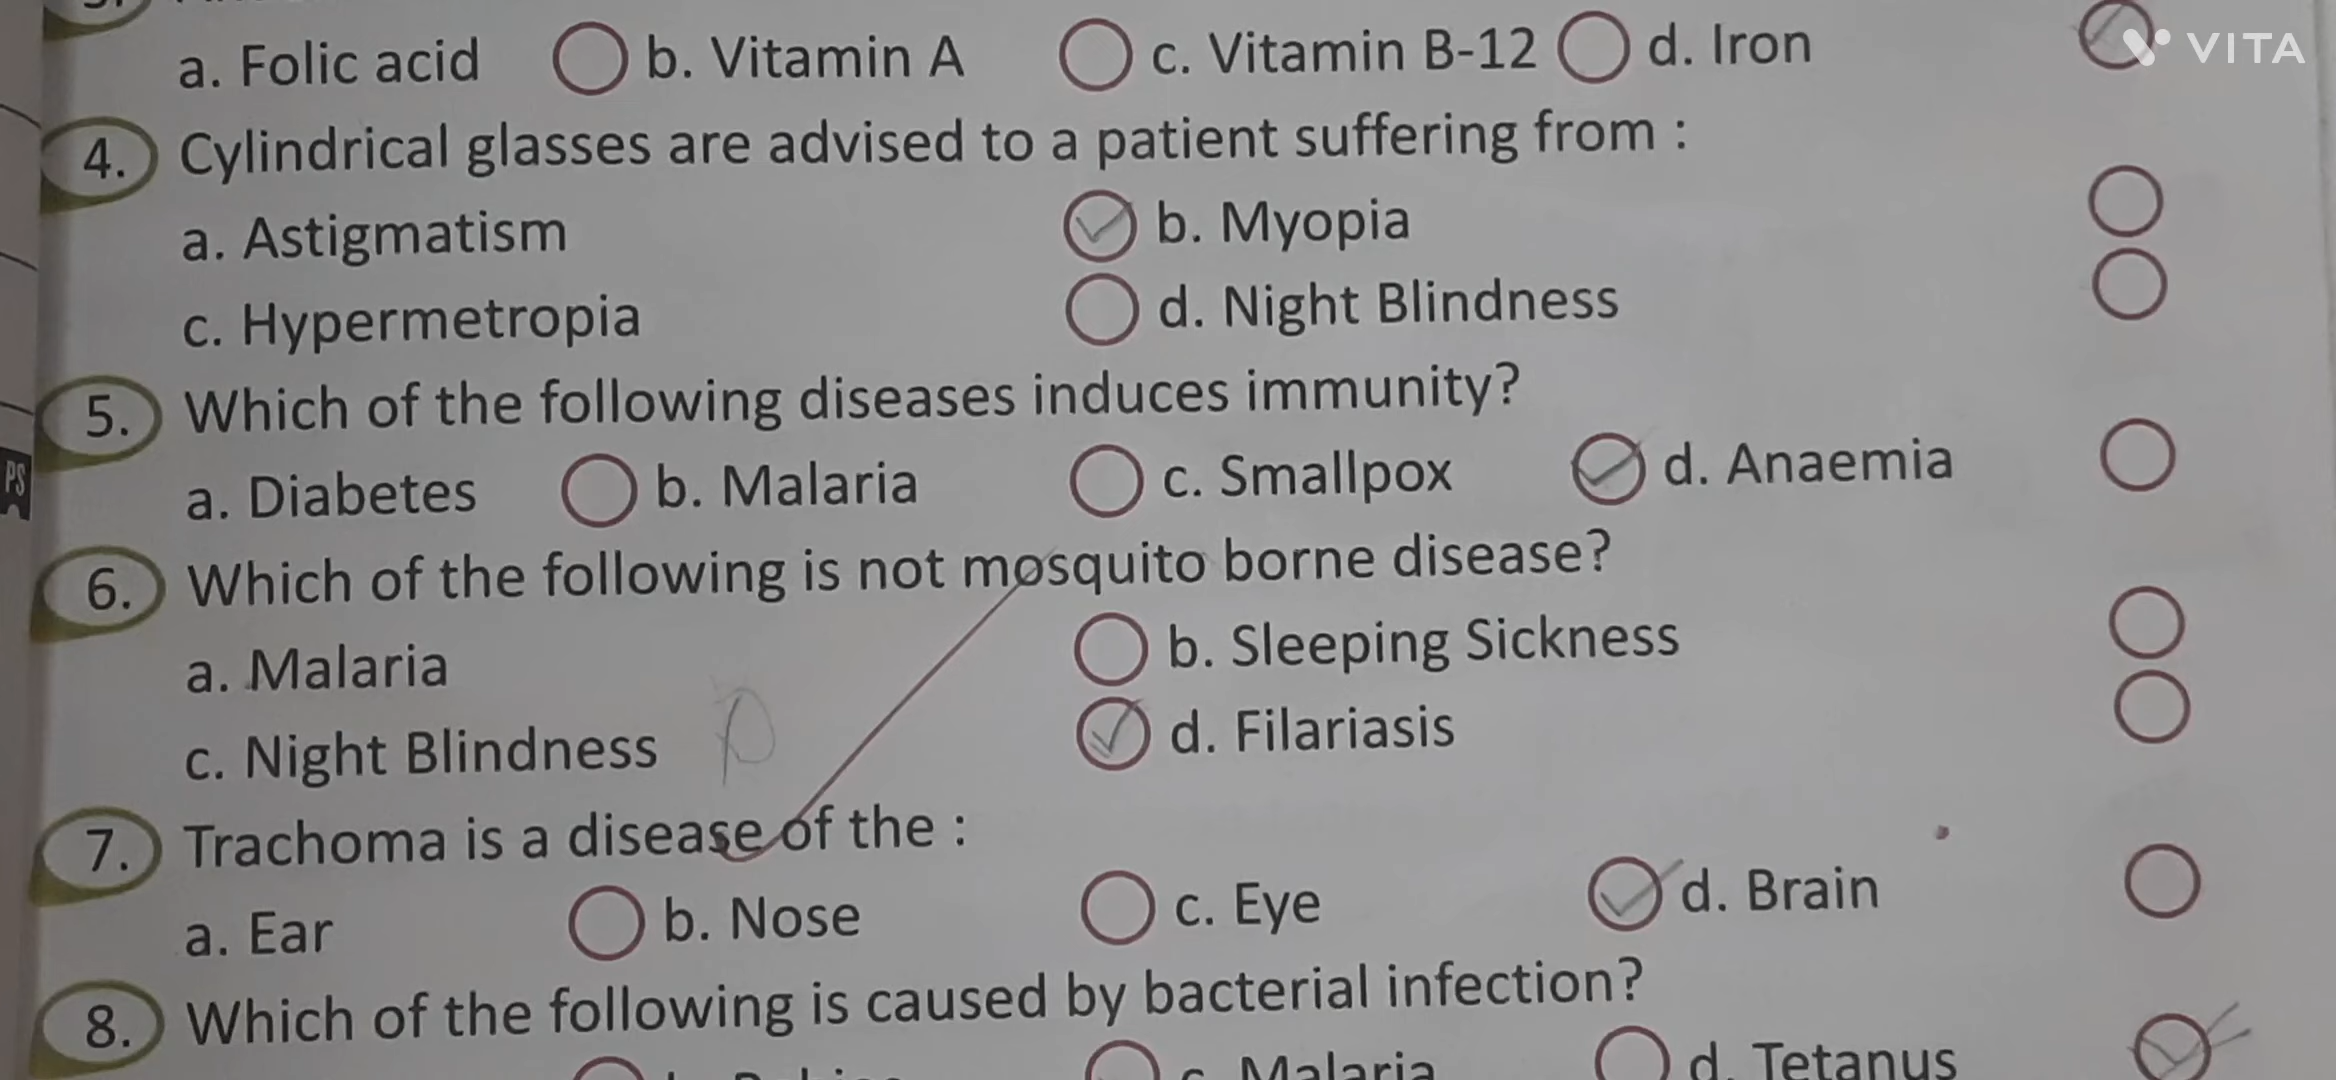 a. Folic acid b. Vitamin A c. Vitamin B-12 d. Iron
VITA
4. Cylindrical glasses are advised to a patient suffering from :
a. Astigmatism b. Myopia
c. Hypermetropia d. Night Blindness
5. Which of the following diseases induces immunity?
PS
a. Diabetes b. Malaria c. Smallpox d. Anaemia
6. Which of the following is not mosquito borne disease?
a. Malaria b. Sleeping Sickness
c. Night Blindness d. Filariasis
7. Trachoma is a disease of the :
a. Ear b. Nose c. Eye d. Brain
8. Which of the following is caused by bacterial infection?
c. Malaria d. Tetanus